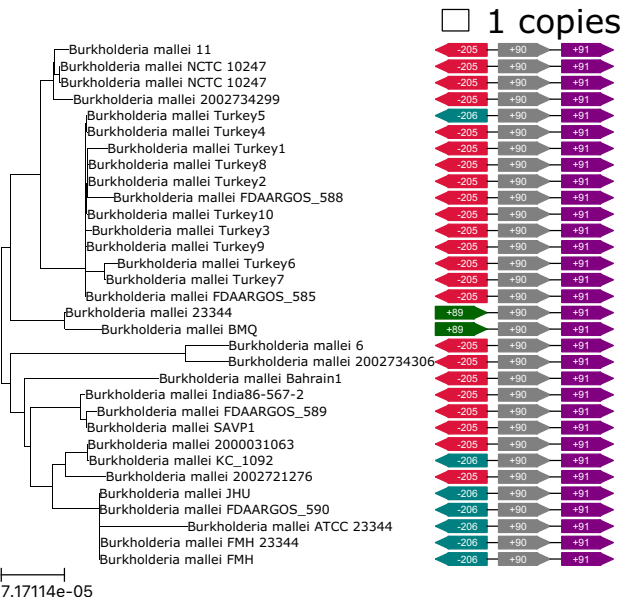 1 copies
Burkholderia mallei 11 -205 +90 +91
Burkholderia mallei NCTC 10247 -205 +90 +91
Burkholderia mallei NCTC 10247 -205 +90 +91
Burkholderia mallei 2002734299 -205 +90 +91
Burkholderia mallei Turkey5 -206 +90 +91
Burkholderia mallei Turkey4 -205 +90 +91
Burkholderia mallei Turkey1 -205 +90 +91
Burkholderia mallei Turkey8 -205 +90 +91
Burkholderia mallei Turkey2 -205 +90 +91
Burkholderia mallei FDAARGOS_588 -205 +90 +91
Burkholderia mallei Turkey10 -205 +90 +91
Burkholderia mallei Turkey3 -205 +90 +91
Burkholderia mallei Turkey9 -205 +90 +91
Burkholderia mallei Turkey6 -205 +90 +91
Burkholderia mallei Turkey7 -205 +90 +91
Burkholderia mallei FDAARGOS_585 -205 +90 +91
Burkholderia mallei 23344 +89 +90 +91
Burkholderia mallei BMQ +89 +90 +91
Burkholderia mallei 6 -205 +90 +91
Burkholderia mallei 2002734306 -205 +90 +91
Burkholderia mallei Bahrain1 -205 +90 +91
Burkholderia mallei India86-567-2 -205 +90 +91
Burkholderia mallei FDAARGOS_589 -205 +90 +91
Burkholderia mallei SAVP1 -205 +90 +91
Burkholderia mallei 2000031063 -205 +90 +91
Burkholderia mallei KC_1092 -206 +90 +91
Burkholderia mallei 2002721276 -205 +90 +91
Burkholderia mallei JHU -206 +90 +91
Burkholderia mallei FDAARGOS_590 -206 +90 +91
Burkholderia mallei ATCC 23344 -206 +90 +91
Burkholderia mallei FMH 23344 -206 +90 +91
Burkholderia mallei FMH -206 +90 +91
7.17114e-05